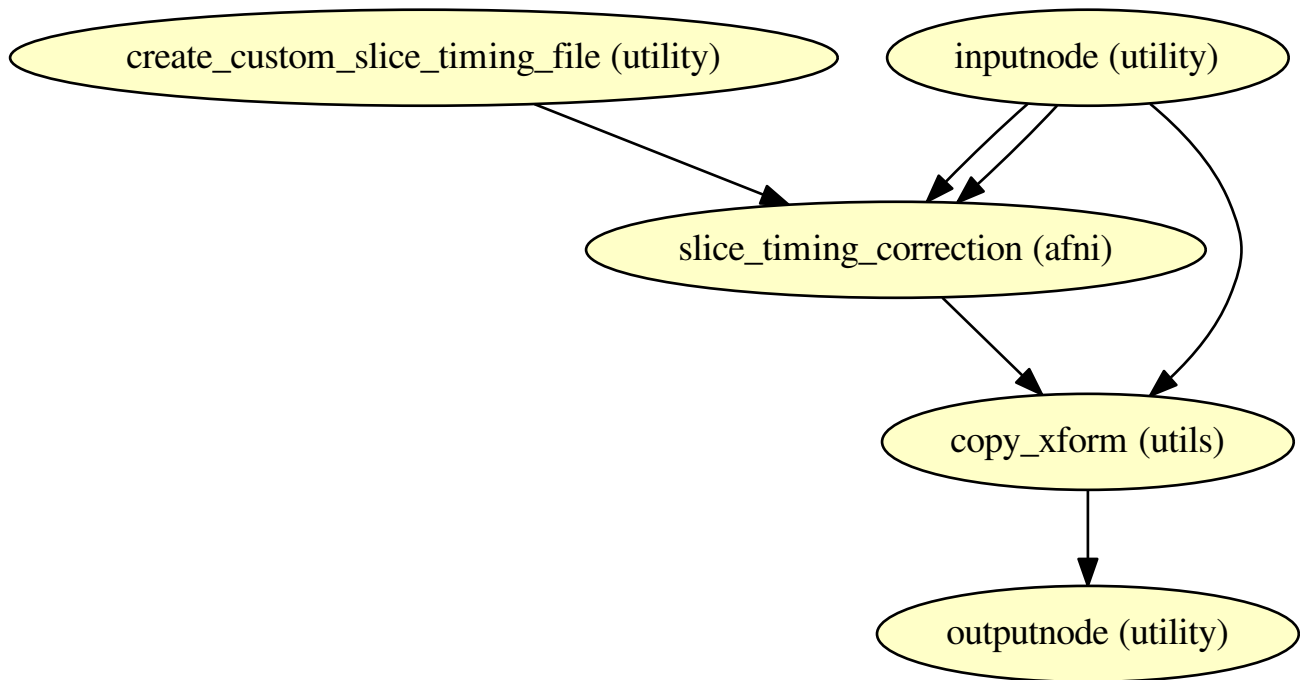 create_custom_slice_timing_file (utility)
inputnode (utility)
slice_timing_correction (afni)
copy_xform (utils)
outputnode (utility)